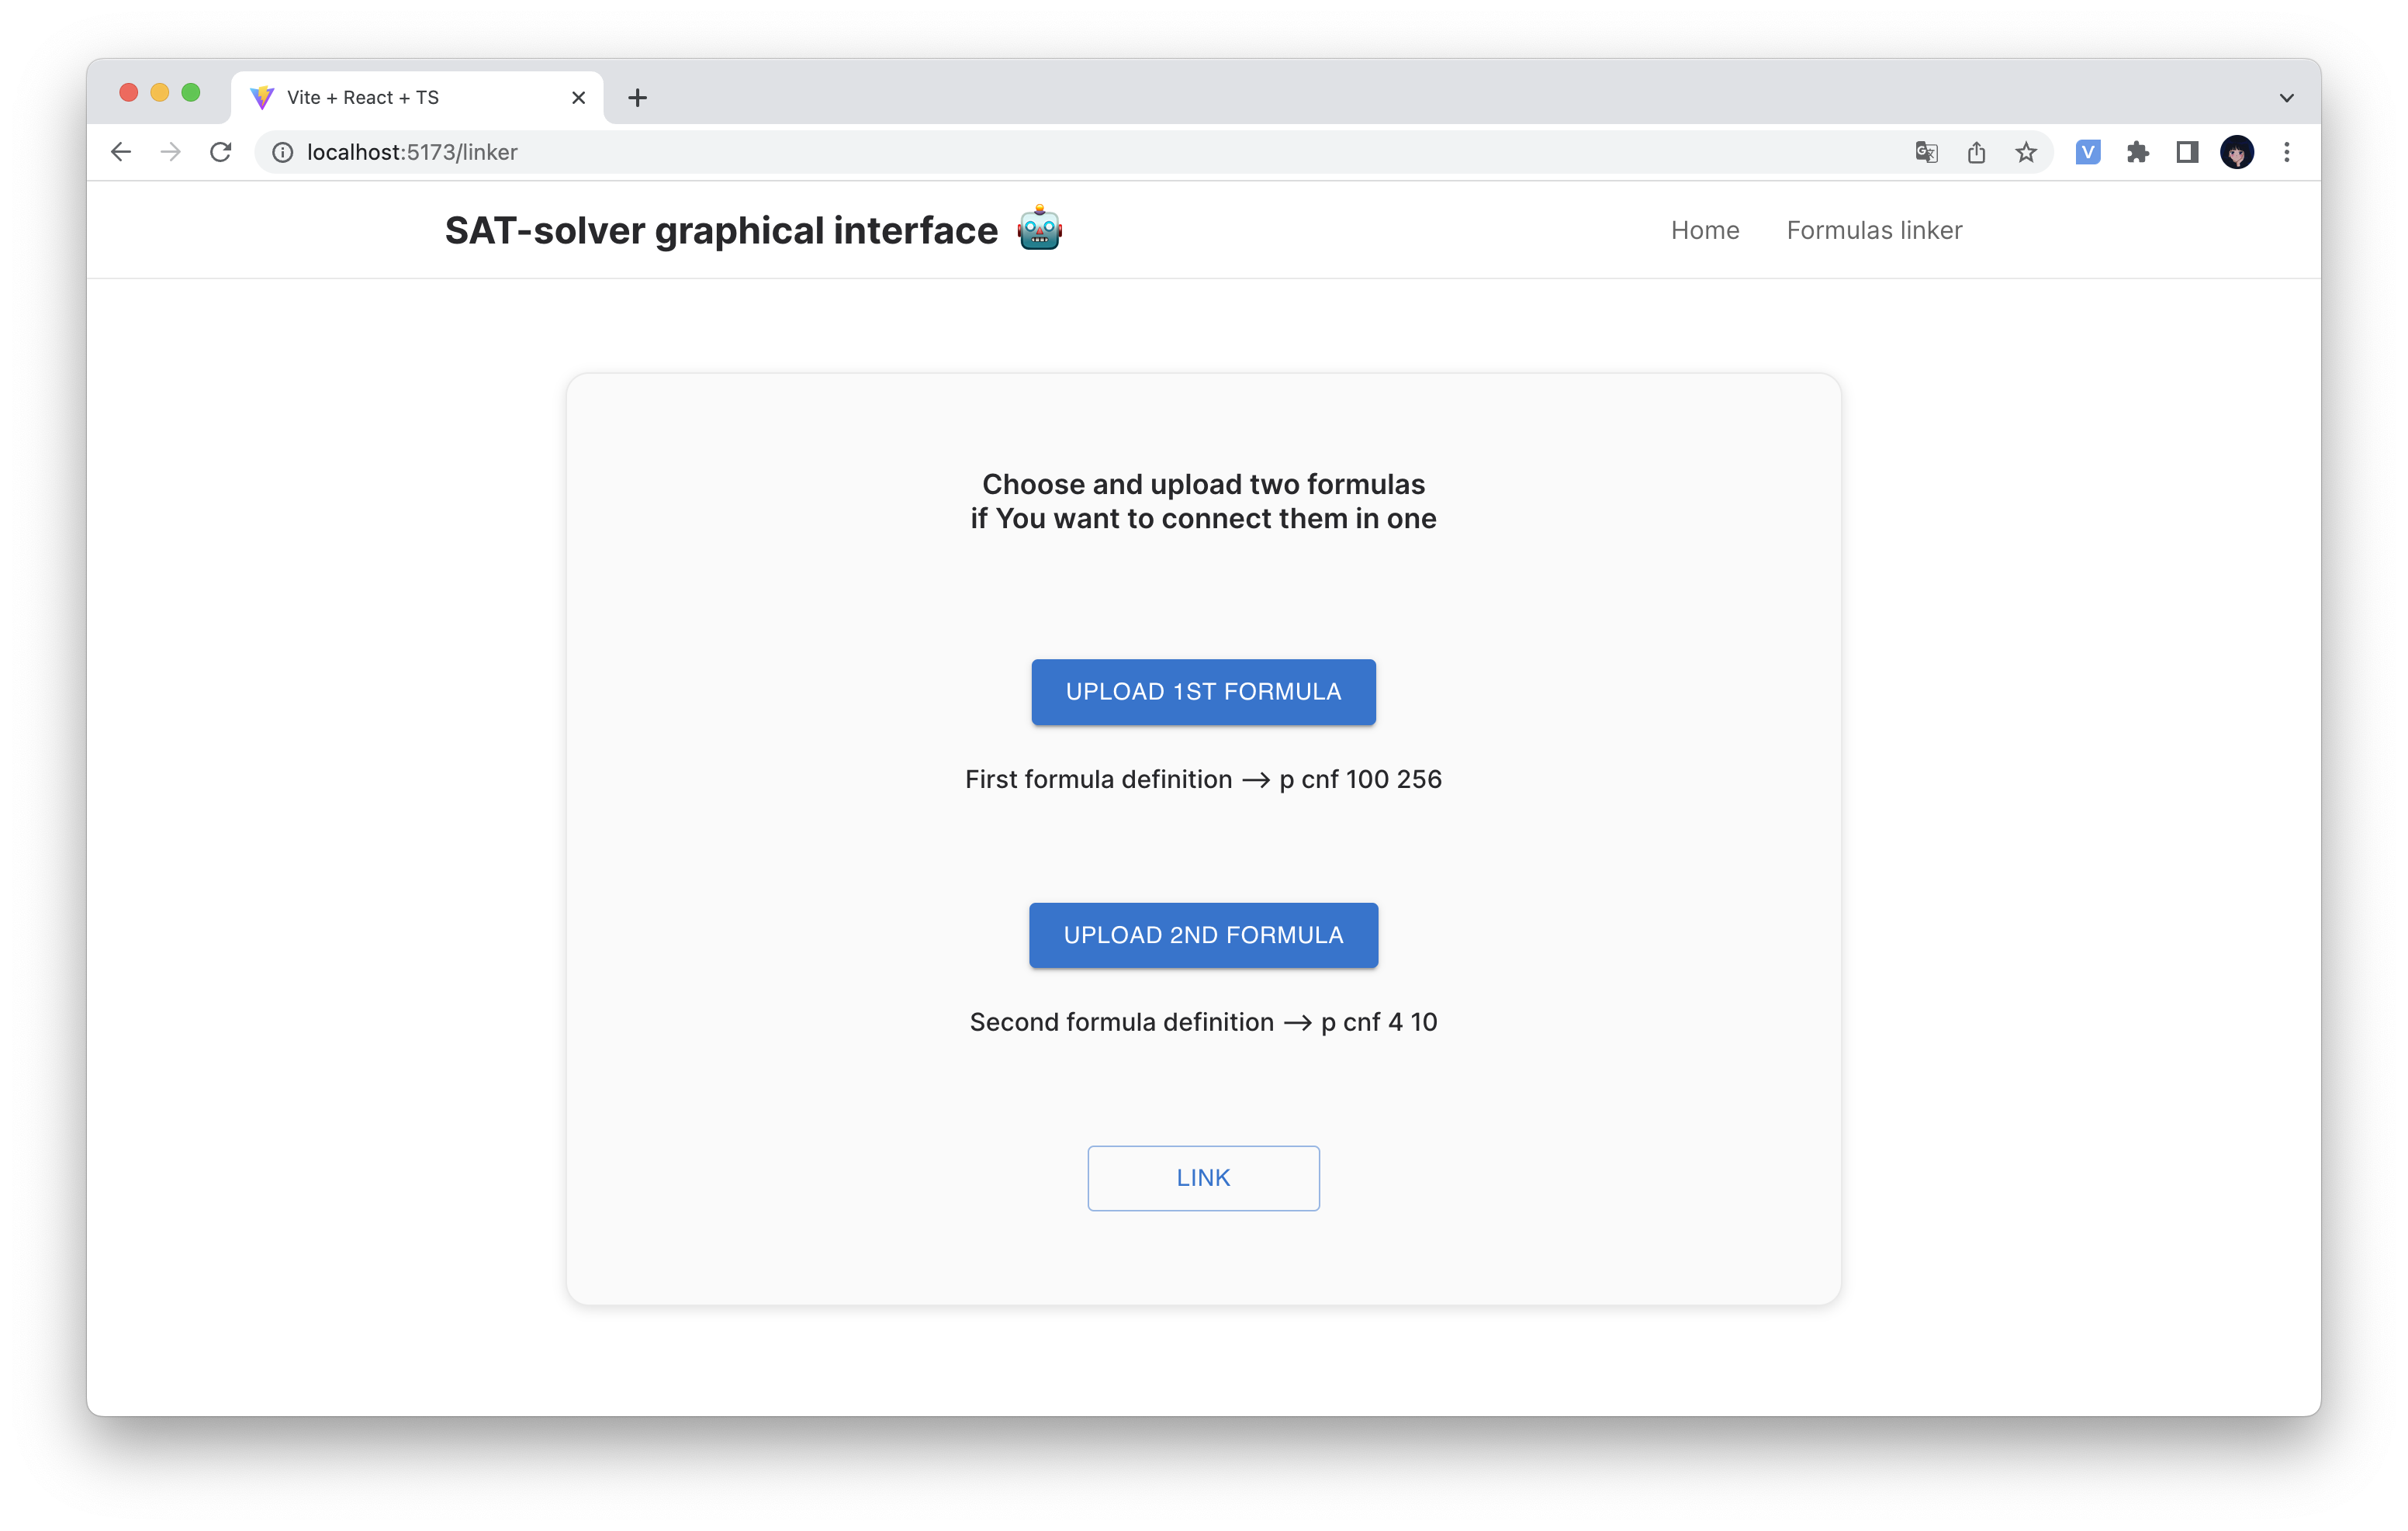 Vite + React + TS
localhost:5173/linker
V
SAT-solver graphical interface
Home
Formulas linker
Choose and upload two formulas
if You want to connect them in one
UPLOAD 1ST FORMULA
First formula definition → p cnf 100 256
UPLOAD 2ND FORMULA
Second formula definition → p cnf 4 10
LINK